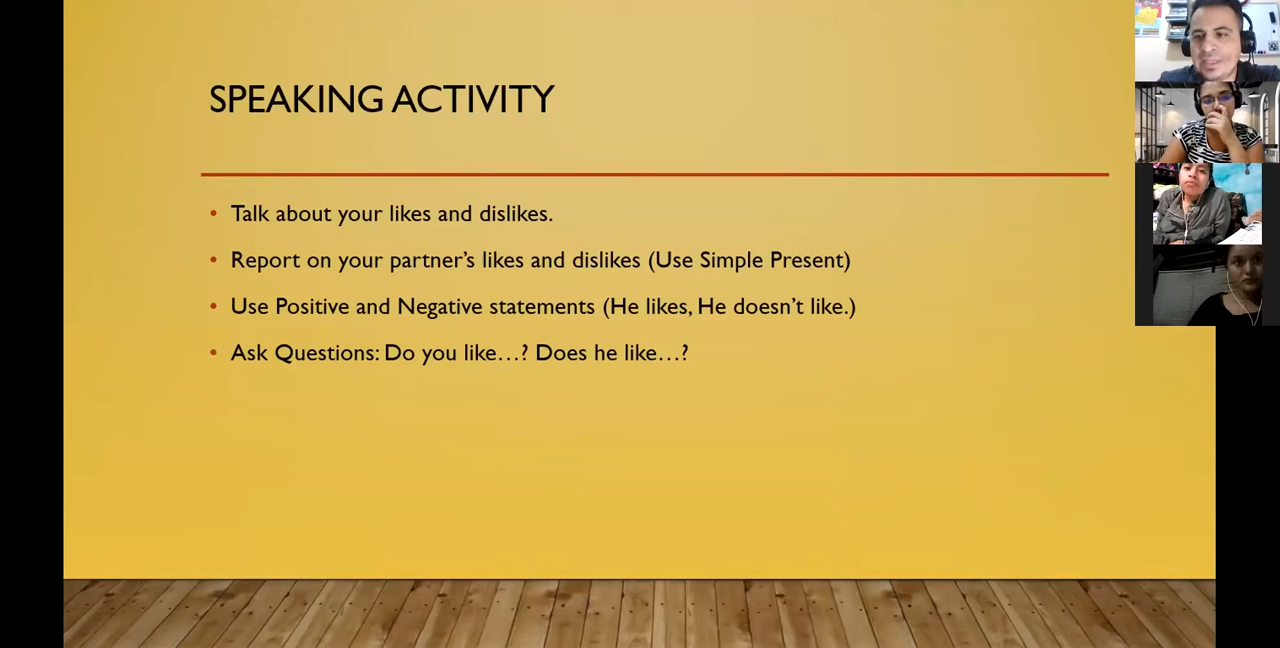 SPEAKING ACTIVITY
• Talk about your likes and dislikes.
• Report on your partner’s likes and dislikes (Use Simple Present)
• Use Positive and Negative statements (He likes, He doesn’t like.)
• Ask Questions: Do you like…? Does he like…?